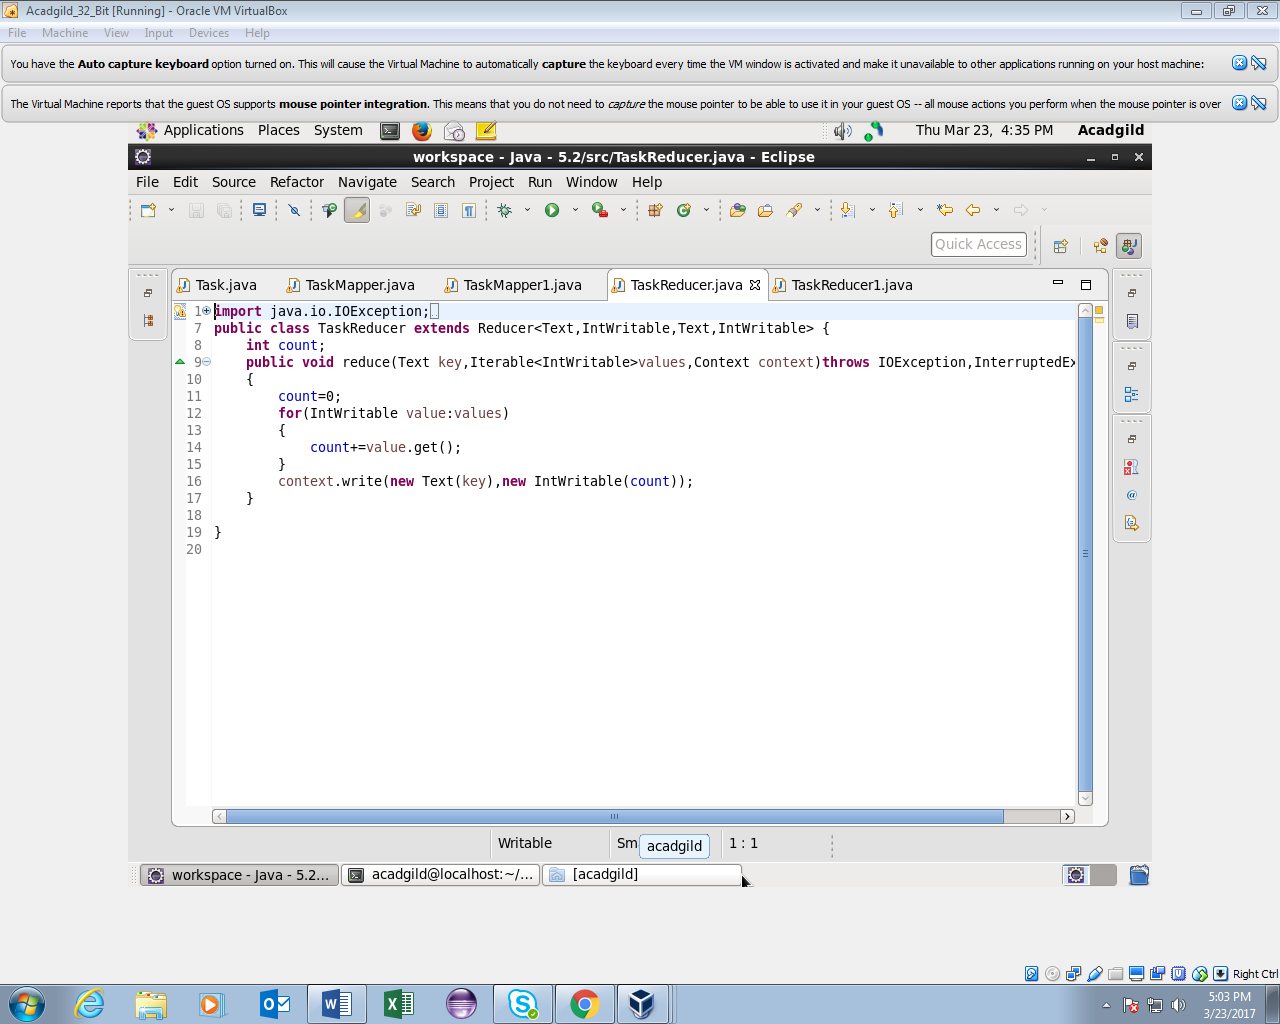 Acadgild_32_Bit [Running] - Oracle VM VirtualBox
File Machine View Input Devices Help
You have the Auto capture keyboard option turned on. This will cause the Virtual Machine to automatically capture the keyboard every time the VM window is activated and make it unavailable to other applications running on your host machine:
The Virtual Machine reports that the guest OS supports mouse pointer integration. This means that you do not need to capture the mouse pointer to be able to use it in your guest OS -- all mouse actions you perform when the mouse pointer is over
Applications Places System Thu Mar 23, 4:35 PM Acadgild
workspace - Java - 5.2/src/TaskReducer.java - Eclipse
File Edit Source Refactor Navigate Search Project Run Window Help
Quick Access
Task.java TaskMapper.java TaskMapper1.java TaskReducer.java TaskReducer1.java
1 import java.io.IOException;
7 public class TaskReducer extends Reducer<Text,IntWritable,Text,IntWritable> {
8 int count;
9 public void reduce(Text key,Iterable<IntWritable>values,Context context)throws IOException,InterruptedEx
10 {
11 count=0;
12 for(IntWritable value:values)
13 {
14 count+=value.get();
15 }
16 context.write(new Text(key),new IntWritable(count));
17 }
18
19 }
20
Writable Sm acadgild 1 : 1
workspace - Java - 5.2... acadgild@localhost:~/... [acadgild]
Right Ctrl
5:03 PM
3/23/2017